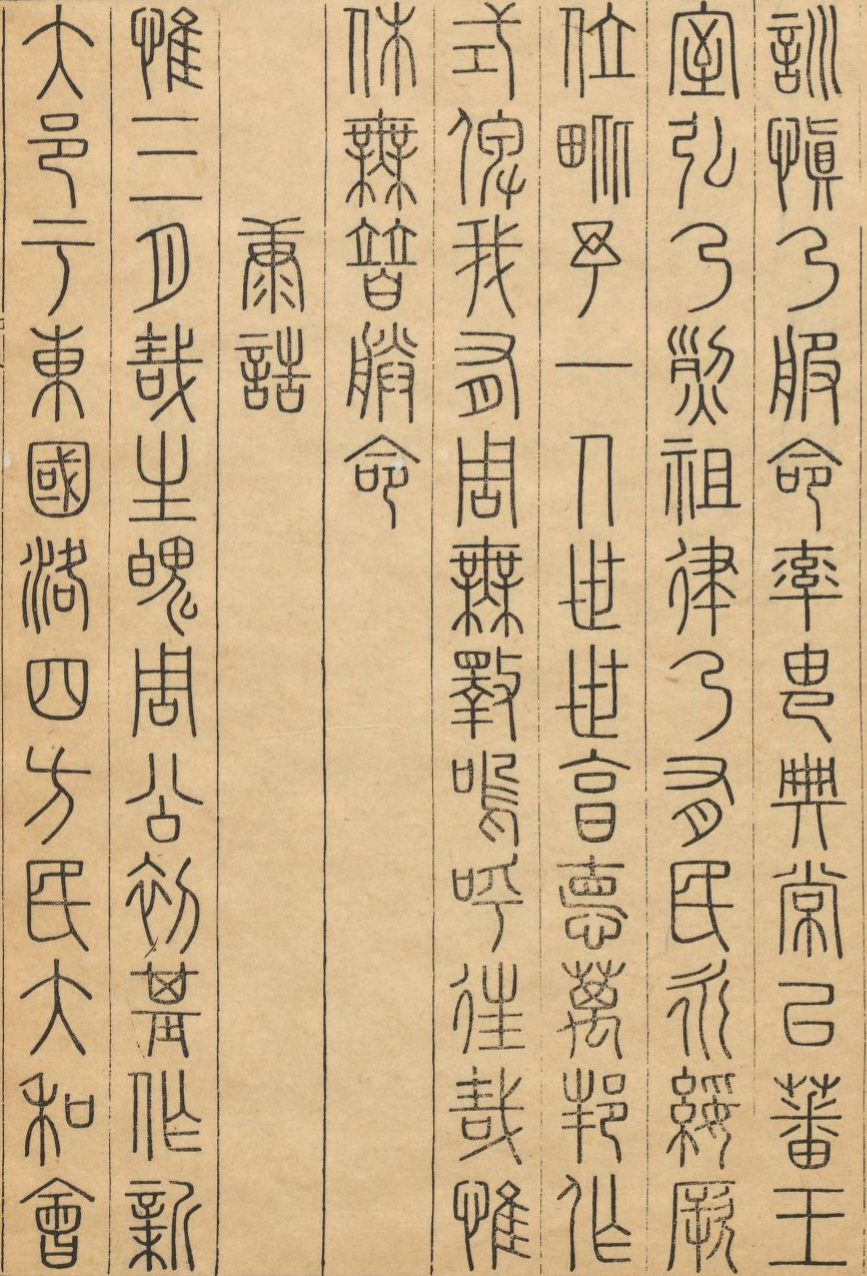 訓慎乃服命率由典常以蕃王
室弘乃烈祖律乃有民永綏厥
位毗予一人世世享德萬邦作
式俾我有周無斁嗚呼往哉惟
休無替朕命
康誥
惟三月哉生魄周公初基作新
大邑于東國洛四方民大和會